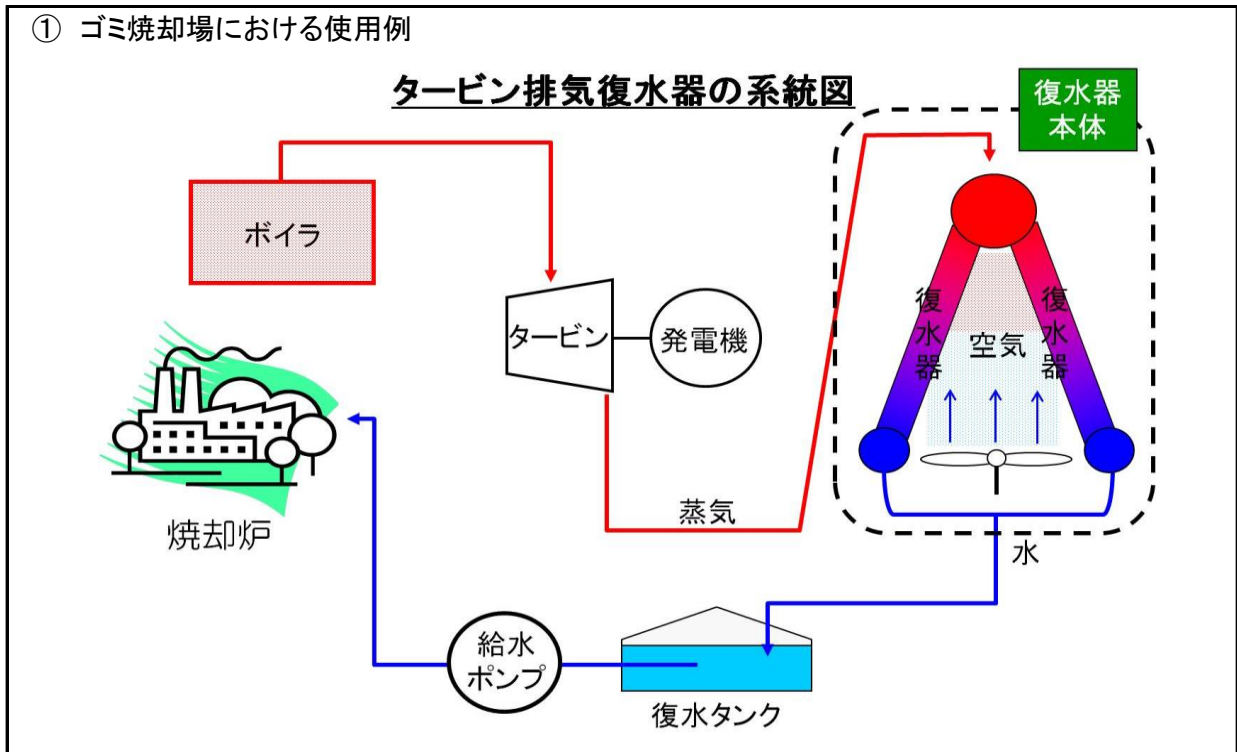 ① ゴミ焼却場における使用例
タービン排気復水器の系統図
復水器
本体
ボイラ
タービン
発電機
復水器
空気
復水器
焼却炉
蒸気
水
給水
ポンプ
復水タンク